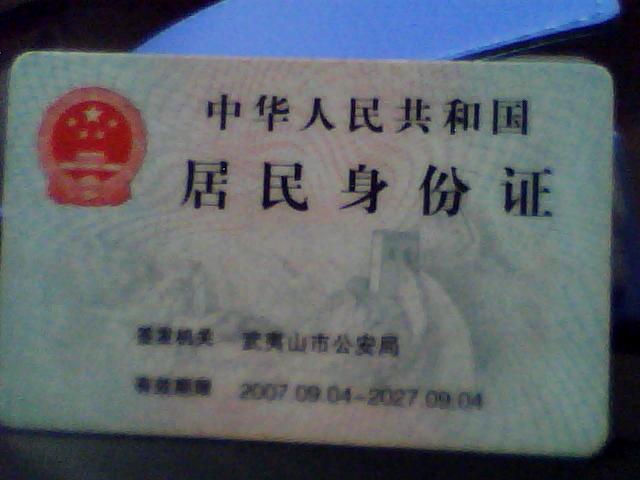 中华人民共和国
居民身份证
签发机关 武夷山市公安局
有效期限 2007.09.04-2027.09.04